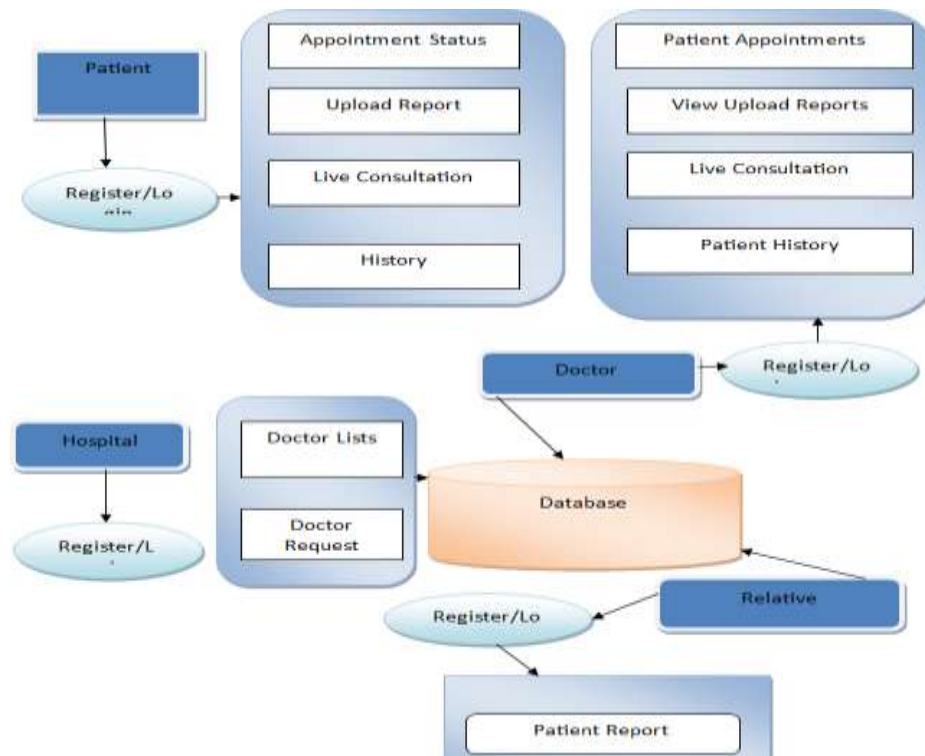 Patient
Register/Lo
gin
Appointment Status
Upload Report
Live Consultation
History
Patient Appointments
View Upload Reports
Live Consultation
Patient History
Doctor
Register/Lo
Hospital
Register/L
Doctor Lists
Doctor
Request
Database
Relative
Register/Lo
Patient Report